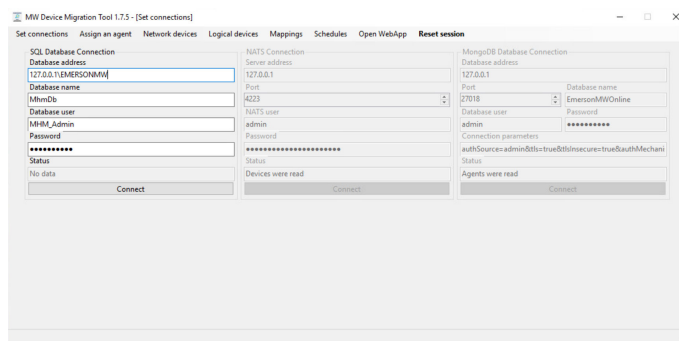 MW Device Migration Tool 1.7.5 - [Set connections]
Set connections Assign an agent Network devices Logical devices Mappings Schedules Open WebApp Reset session
SQL Database Connection
Database address
127.0.0.1\EMERSONMW
Database name
MhmDb
Database user
MHM_Admin
Password
●●●●●●●●●●
Status
No data
Connect
NATS Connection
Server address
127.0.0.1
Port
4223
NATS user
admin
Password
●●●●●●●●●●●●●●●●●●●●●●
Status
Devices were read
Connect
MongoDB Database Connection
Database address
127.0.0.1
Port Database name
27018 EmersonMWOnline
Database user Password
admin ●●●●●●●●●●
Connection parameters
authSource=admin&tls=true&tlsInsecure=true&authMechani
Status
Agents were read
Connect